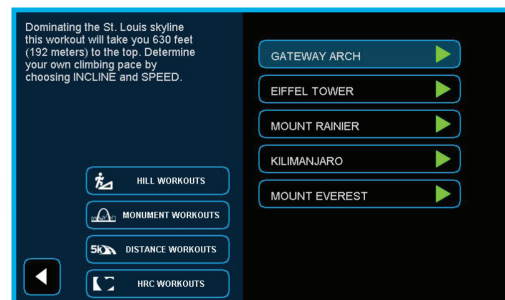 Dominating the St. Louis skyline
this workout will take you 630 feet
(192 meters) to the top. Determine
your own climbing pace by
choosing INCLINE and SPEED.
HILL WORKOUTS
MONUMENT WORKOUTS
5K DISTANCE WORKOUTS
HRC WORKOUTS
GATEWAY ARCH
EIFFEL TOWER
MOUNT RAINIER
KILIMANJARO
MOUNT EVEREST